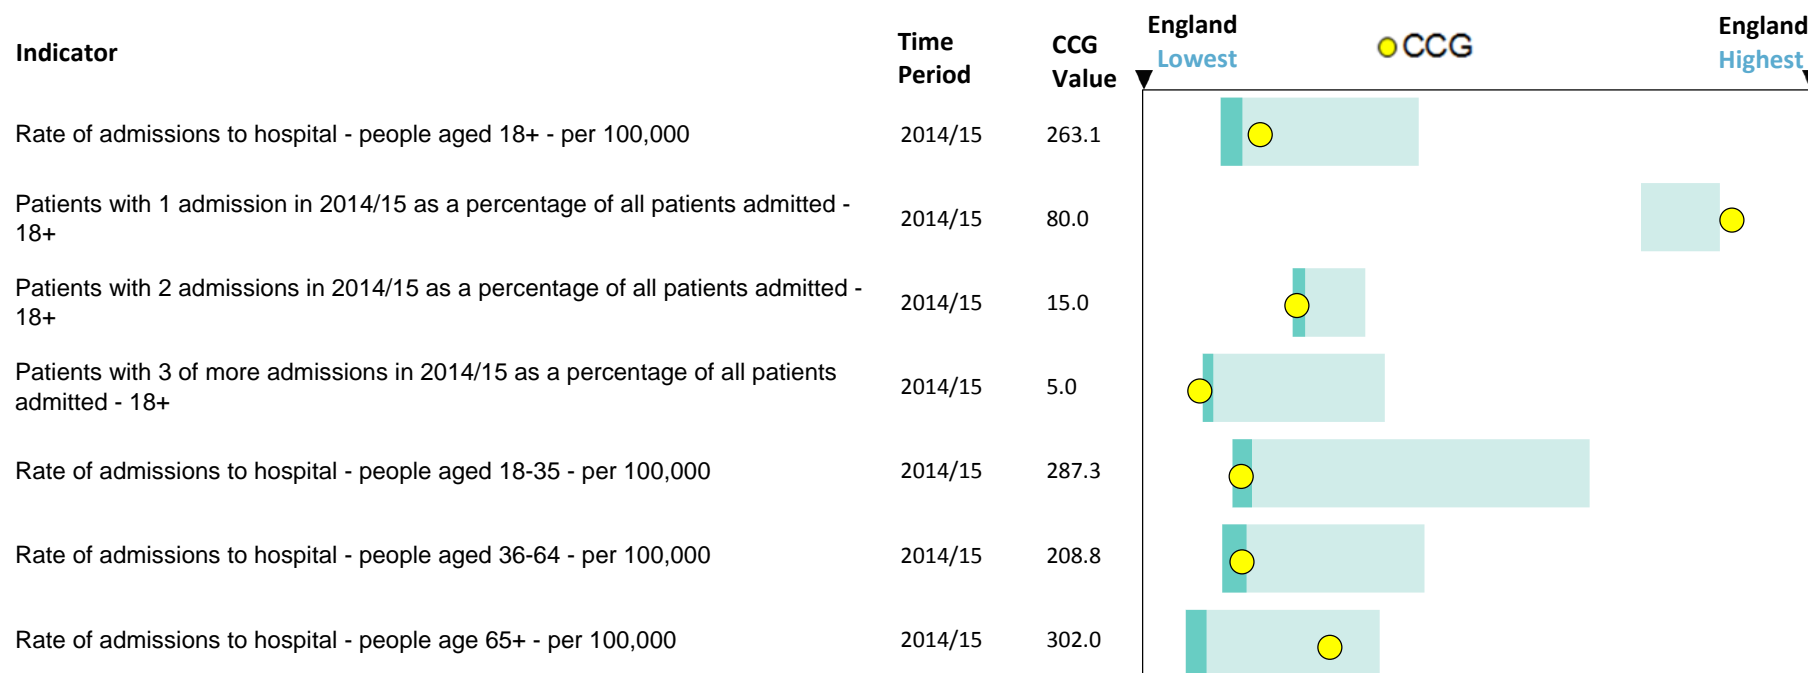 Indicator
Time Period
CCG Value
England Lowest
CCG
England Highest
Rate of admissions to hospital - people aged 18+ - per 100,000 2014/15 263.1
Patients with 1 admission in 2014/15 as a percentage of all patients admitted -
18+
2014/15 80.0
Patients with 2 admissions in 2014/15 as a percentage of all patients admitted -
18+
2014/15 15.0
Patients with 3 of more admissions in 2014/15 as a percentage of all patients
admitted - 18+
2014/15 5.0
Rate of admissions to hospital - people aged 18-35 - per 100,000 2014/15 287.3
Rate of admissions to hospital - people aged 36-64 - per 100,000 2014/15 208.8
Rate of admissions to hospital - people age 65+ - per 100,000 2014/15 302.0